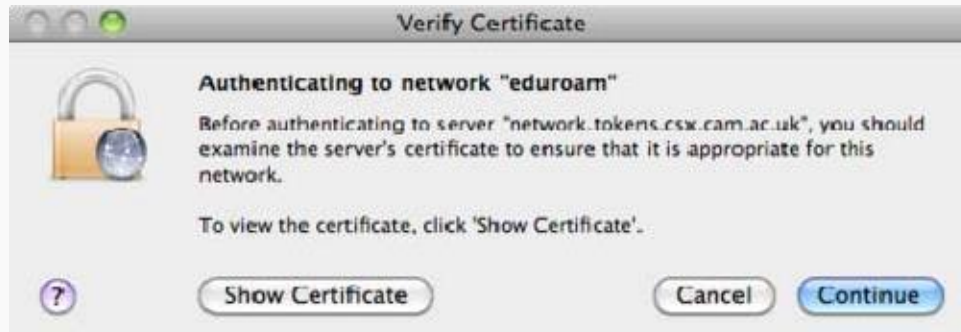 Verify Certificate
Authenticating to network "eduroam"
Before authenticating to server "network.tokens.csx.cam.ac.uk", you should
examine the server's certificate to ensure that it is appropriate for this
network.
To view the certificate, click 'Show Certificate'.
?
Show Certificate
Cancel
Continue